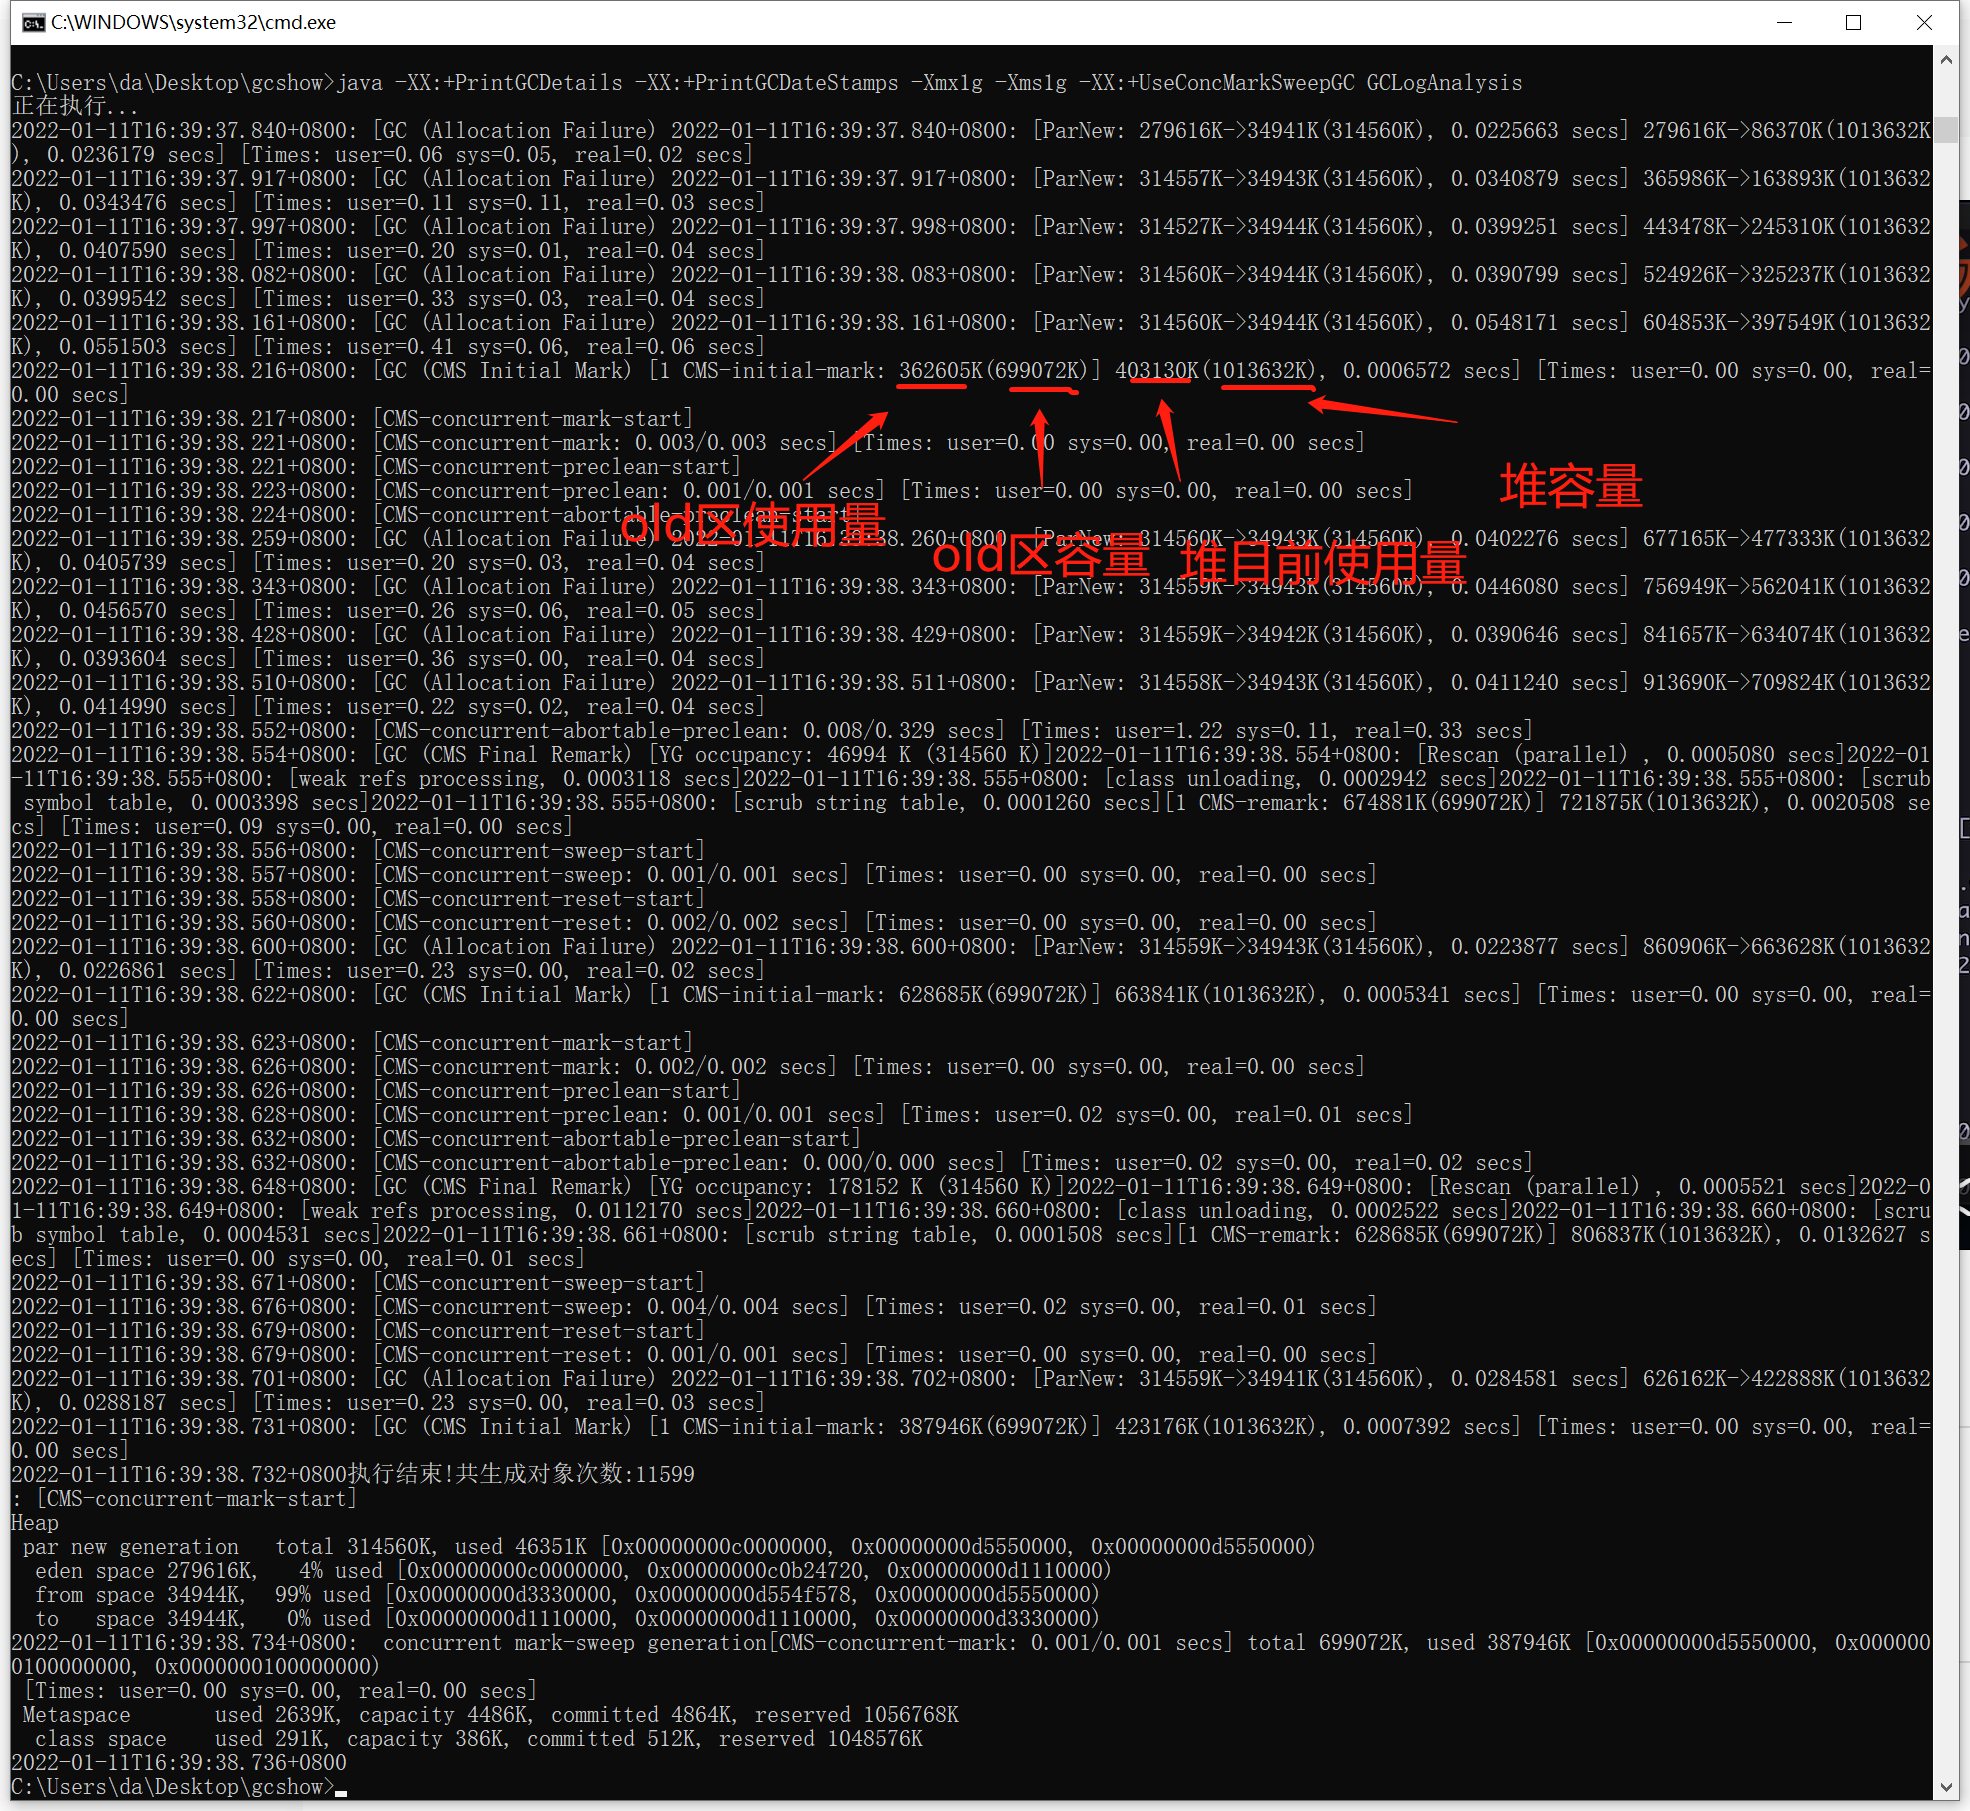 C:\WINDOWS\system32\cmd.exe
C:\Users\da\Desktop\gcshow>java -XX:+PrintGCDetails -XX:+PrintGCDateStamps -Xmx1g -Xms1g -XX:+UseConcMarkSweepGC GCLogAnalysis
正在执行...
2022-01-11T16:39:37.840+0800: [GC (Allocation Failure) 2022-01-11T16:39:37.840+0800: [ParNew: 279616K->34941K(314560K), 0.0225663 secs] 279616K->86370K(1013632K
), 0.0236179 secs] [Times: user=0.06 sys=0.05, real=0.02 secs]
2022-01-11T16:39:37.917+0800: [GC (Allocation Failure) 2022-01-11T16:39:37.917+0800: [ParNew: 314557K->34943K(314560K), 0.0340879 secs] 365986K->163893K(1013632
K), 0.0343476 secs] [Times: user=0.11 sys=0.11, real=0.03 secs]
2022-01-11T16:39:37.997+0800: [GC (Allocation Failure) 2022-01-11T16:39:37.998+0800: [ParNew: 314527K->34944K(314560K), 0.0399251 secs] 443478K->245310K(1013632
K), 0.0407590 secs] [Times: user=0.20 sys=0.01, real=0.04 secs]
2022-01-11T16:39:38.082+0800: [GC (Allocation Failure) 2022-01-11T16:39:38.083+0800: [ParNew: 314560K->34944K(314560K), 0.0390799 secs] 524926K->325237K(1013632
K), 0.0399542 secs] [Times: user=0.33 sys=0.03, real=0.04 secs]
2022-01-11T16:39:38.161+0800: [GC (Allocation Failure) 2022-01-11T16:39:38.161+0800: [ParNew: 314560K->34944K(314560K), 0.0548171 secs] 604853K->397549K(1013632
K), 0.0551503 secs] [Times: user=0.41 sys=0.06, real=0.06 secs]
2022-01-11T16:39:38.216+0800: [GC (CMS Initial Mark) [1 CMS-initial-mark: 362605K(699072K)] 403130K(1013632K), 0.0006572 secs] [Times: user=0.00 sys=0.00, real=
0.00 secs]
2022-01-11T16:39:38.217+0800: [CMS-concurrent-mark-start]
2022-01-11T16:39:38.221+0800: [CMS-concurrent-mark: 0.003/0.003 secs] [Times: user=0.00 sys=0.00, real=0.00 secs]
2022-01-11T16:39:38.221+0800: [CMS-concurrent-preclean-start]
2022-01-11T16:39:38.223+0800: [CMS-concurrent-preclean: 0.001/0.001 secs] [Times: user=0.00 sys=0.00, real=0.00 secs]
堆容量
2022-01-11T16:39:38.224+0800: [CMS-concurrent-abortable-preclean-start
old区使用量
2022-01-11T16:39:38.259+0800: [GC (Allocation Failure) 2022-01-11T16:39:38.260+0800: [ParNew: 314560K->34943K(314560K), 0.0402276 secs] 677165K->477333K(1013632
K), 0.0405739 secs] [Times: user=0.20 sys=0.03, real=0.04 secs]
old区容量
堆目前使用量
2022-01-11T16:39:38.343+0800: [GC (Allocation Failure) 2022-01-11T16:39:38.343+0800: [ParNew: 314559K->34943K(314560K), 0.0446080 secs] 756949K->562041K(1013632
K), 0.0456570 secs] [Times: user=0.26 sys=0.06, real=0.05 secs]
2022-01-11T16:39:38.428+0800: [GC (Allocation Failure) 2022-01-11T16:39:38.429+0800: [ParNew: 314559K->34942K(314560K), 0.0390646 secs] 841657K->634074K(1013632
K), 0.0393604 secs] [Times: user=0.36 sys=0.00, real=0.04 secs]
2022-01-11T16:39:38.510+0800: [GC (Allocation Failure) 2022-01-11T16:39:38.511+0800: [ParNew: 314558K->34943K(314560K), 0.0411240 secs] 913690K->709824K(1013632
K), 0.0414990 secs] [Times: user=0.22 sys=0.02, real=0.04 secs]
2022-01-11T16:39:38.552+0800: [CMS-concurrent-abortable-preclean: 0.008/0.329 secs] [Times: user=1.22 sys=0.11, real=0.33 secs]
2022-01-11T16:39:38.554+0800: [GC (CMS Final Remark) [YG occupancy: 46994 K (314560 K)]2022-01-11T16:39:38.554+0800: [Rescan (parallel) , 0.0005080 secs]2022-01
-11T16:39:38.555+0800: [weak refs processing, 0.0003118 secs]2022-01-11T16:39:38.555+0800: [class unloading, 0.0002942 secs]2022-01-11T16:39:38.555+0800: [scrub
symbol table, 0.0003398 secs]2022-01-11T16:39:38.555+0800: [scrub string table, 0.0001260 secs][1 CMS-remark: 674881K(699072K)] 721875K(1013632K), 0.0020508 se
cs] [Times: user=0.09 sys=0.00, real=0.00 secs]
2022-01-11T16:39:38.556+0800: [CMS-concurrent-sweep-start]
2022-01-11T16:39:38.557+0800: [CMS-concurrent-sweep: 0.001/0.001 secs] [Times: user=0.00 sys=0.00, real=0.00 secs]
2022-01-11T16:39:38.558+0800: [CMS-concurrent-reset-start]
2022-01-11T16:39:38.560+0800: [CMS-concurrent-reset: 0.002/0.002 secs] [Times: user=0.00 sys=0.00, real=0.00 secs]
2022-01-11T16:39:38.600+0800: [GC (Allocation Failure) 2022-01-11T16:39:38.600+0800: [ParNew: 314559K->34943K(314560K), 0.0223877 secs] 860906K->663628K(1013632
K), 0.0226861 secs] [Times: user=0.23 sys=0.00, real=0.02 secs]
2022-01-11T16:39:38.622+0800: [GC (CMS Initial Mark) [1 CMS-initial-mark: 628685K(699072K)] 663841K(1013632K), 0.0005341 secs] [Times: user=0.00 sys=0.00, real=
0.00 secs]
2022-01-11T16:39:38.623+0800: [CMS-concurrent-mark-start]
2022-01-11T16:39:38.626+0800: [CMS-concurrent-mark: 0.002/0.002 secs] [Times: user=0.00 sys=0.00, real=0.00 secs]
2022-01-11T16:39:38.626+0800: [CMS-concurrent-preclean-start]
2022-01-11T16:39:38.628+0800: [CMS-concurrent-preclean: 0.001/0.001 secs] [Times: user=0.02 sys=0.00, real=0.01 secs]
2022-01-11T16:39:38.632+0800: [CMS-concurrent-abortable-preclean-start]
2022-01-11T16:39:38.632+0800: [CMS-concurrent-abortable-preclean: 0.000/0.000 secs] [Times: user=0.02 sys=0.00, real=0.02 secs]
2022-01-11T16:39:38.648+0800: [GC (CMS Final Remark) [YG occupancy: 178152 K (314560 K)]2022-01-11T16:39:38.649+0800: [Rescan (parallel) , 0.0005521 secs]2022-0
1-11T16:39:38.649+0800: [weak refs processing, 0.0112170 secs]2022-01-11T16:39:38.660+0800: [class unloading, 0.0002522 secs]2022-01-11T16:39:38.660+0800: [scru
b symbol table, 0.0004531 secs]2022-01-11T16:39:38.661+0800: [scrub string table, 0.0001508 secs][1 CMS-remark: 628685K(699072K)] 806837K(1013632K), 0.0132627 s
ecs] [Times: user=0.00 sys=0.00, real=0.01 secs]
2022-01-11T16:39:38.671+0800: [CMS-concurrent-sweep-start]
2022-01-11T16:39:38.676+0800: [CMS-concurrent-sweep: 0.004/0.004 secs] [Times: user=0.02 sys=0.00, real=0.01 secs]
2022-01-11T16:39:38.679+0800: [CMS-concurrent-reset-start]
2022-01-11T16:39:38.679+0800: [CMS-concurrent-reset: 0.001/0.001 secs] [Times: user=0.00 sys=0.00, real=0.00 secs]
2022-01-11T16:39:38.701+0800: [GC (Allocation Failure) 2022-01-11T16:39:38.702+0800: [ParNew: 314559K->34941K(314560K), 0.0284581 secs] 626162K->422888K(1013632
K), 0.0288187 secs] [Times: user=0.23 sys=0.00, real=0.03 secs]
2022-01-11T16:39:38.731+0800: [GC (CMS Initial Mark) [1 CMS-initial-mark: 387946K(699072K)] 423176K(1013632K), 0.0007392 secs] [Times: user=0.00 sys=0.00, real=
0.00 secs]
2022-01-11T16:39:38.732+0800执行结束!共生成对象次数:11599
: [CMS-concurrent-mark-start]
Heap
par new generation total 314560K, used 46351K [0x00000000c0000000, 0x00000000d5550000, 0x00000000d5550000)
eden space 279616K, 4% used [0x00000000c0000000, 0x00000000c0b24720, 0x00000000d1110000)
from space 34944K, 99% used [0x00000000d3330000, 0x00000000d554f578, 0x00000000d5550000)
to space 34944K, 0% used [0x00000000d1110000, 0x00000000d1110000, 0x00000000d3330000)
2022-01-11T16:39:38.734+0800: concurrent mark-sweep generation[CMS-concurrent-mark: 0.001/0.001 secs] total 699072K, used 387946K [0x00000000d5550000, 0x000000
0100000000, 0x0000000100000000)
[Times: user=0.00 sys=0.00, real=0.00 secs]
Metaspace used 2639K, capacity 4486K, committed 4864K, reserved 1056768K
class space used 291K, capacity 386K, committed 512K, reserved 1048576K
2022-01-11T16:39:38.736+0800
C:\Users\da\Desktop\gcshow>